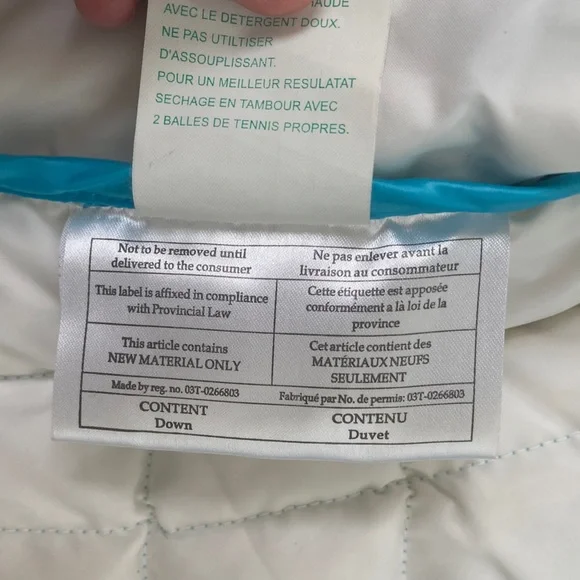 AVEC LE DETERGENT DOUX.
NE PAS UTILTISER
D'ASSOUPLISSANT.
POUR UN MEILLEUR RESULATAT
SECHAGE EN TAMBOUR AVEC
2 BALLES DE TENNIS PROPRES.
Not to be removed until
delivered to the consumer
Ne pas enlever avant la
livraison au consommateur
This label is affixed in compliance
with Provincial Law
Cette étiquette est apposée
conformément a là loi de la
province
This article contains
NEW MATERIAL ONLY
Cet article contient des
MATÉRIAUX NEUFS
SEULEMENT
Made by reg. no. 03T-0266803
Fabriqué par No. de permis: 03T-0266803
CONTENT
Down
CONTENU
Duvet